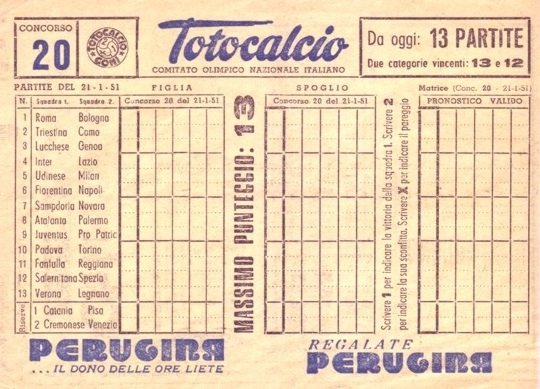 CONCORSO
20
TOTOCALCIO
CONI
Totocalcio
COMITATO OLIMPICO NAZIONALE ITALIANO
Da oggi: 13 PARTITE
Due categorie vincenti: 13 e 12
PARTITE DEL 21-1-51
FIGLIA
SPOGLIO
Matrice (Conc. 20 - 21-1-51)
N. Squadra 1. Squadra 2.
Concorso 20 del 21-1-51
Concorso 20 del 21-1-51
PRONOSTICO VALIDO
1 Roma Bologna
2 Triestina Como
3 Lucchese Genoa
4 Inter Lazio
5 Udinese Milan
6 Fiorentina Napoli
7 Sampdoria Novara
8 Atalanta Palermo
9 Juventus Pro Patria
10 Padova Torino
11 Fanfulla Reggiana
12 Salernitana Spezia
13 Verona Legnano
Riserve
1 Catania Pisa
2 Cremonese Venezia
MASSIMO PUNTEGGIO: 13
Scrivere 1 per indicare la vittoria della squadra 1. Scrivere 2
per indicare la sua sconfitta. Scrivere X per indicare il pareggio
PERUGINA
...IL DONO DELLE ORE LIETE
REGALATE
PERUGINA